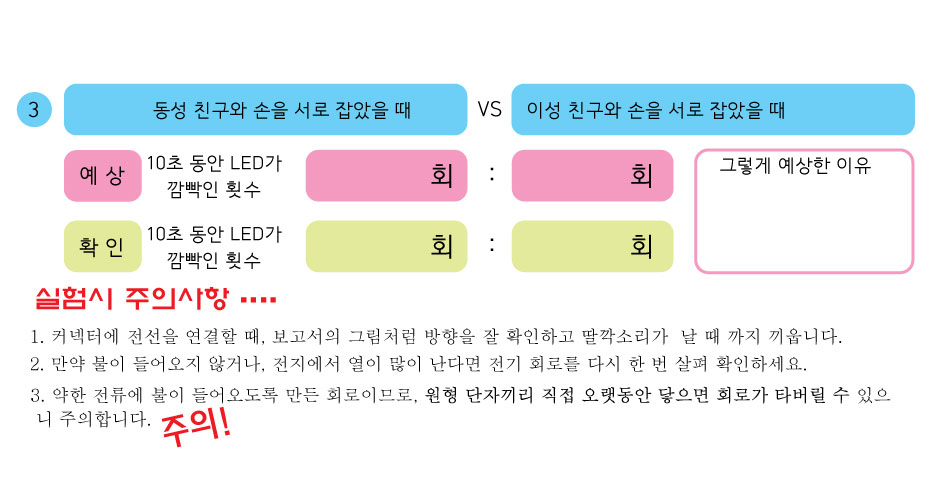 3 동성 친구와 손을 서로 잡았을 때 VS 이성 친구와 손을 서로 잡았을 때
예 상 10초 동안 LED가 깜빡인 횟수 회 : 회
그렇게 예상한 이유
확 인 10초 동안 LED가 깜빡인 횟수 회 : 회
실험시 주의사항 ....
1. 커넥터에 전선을 연결할 때, 보고서의 그림처럼 방향을 잘 확인하고 딸깍소리가 날 때 까지 끼웁니다.
2. 만약 불이 들어오지 않거나, 전지에서 열이 많이 난다면 전기 회로를 다시 한 번 살펴 확인하세요.
3. 약한 전류에 불이 들어오도록 만든 회로이므로, 원형 단자끼리 직접 오랫동안 닿으면 회로가 타버릴 수 있으
니 주의합니다. 주의!